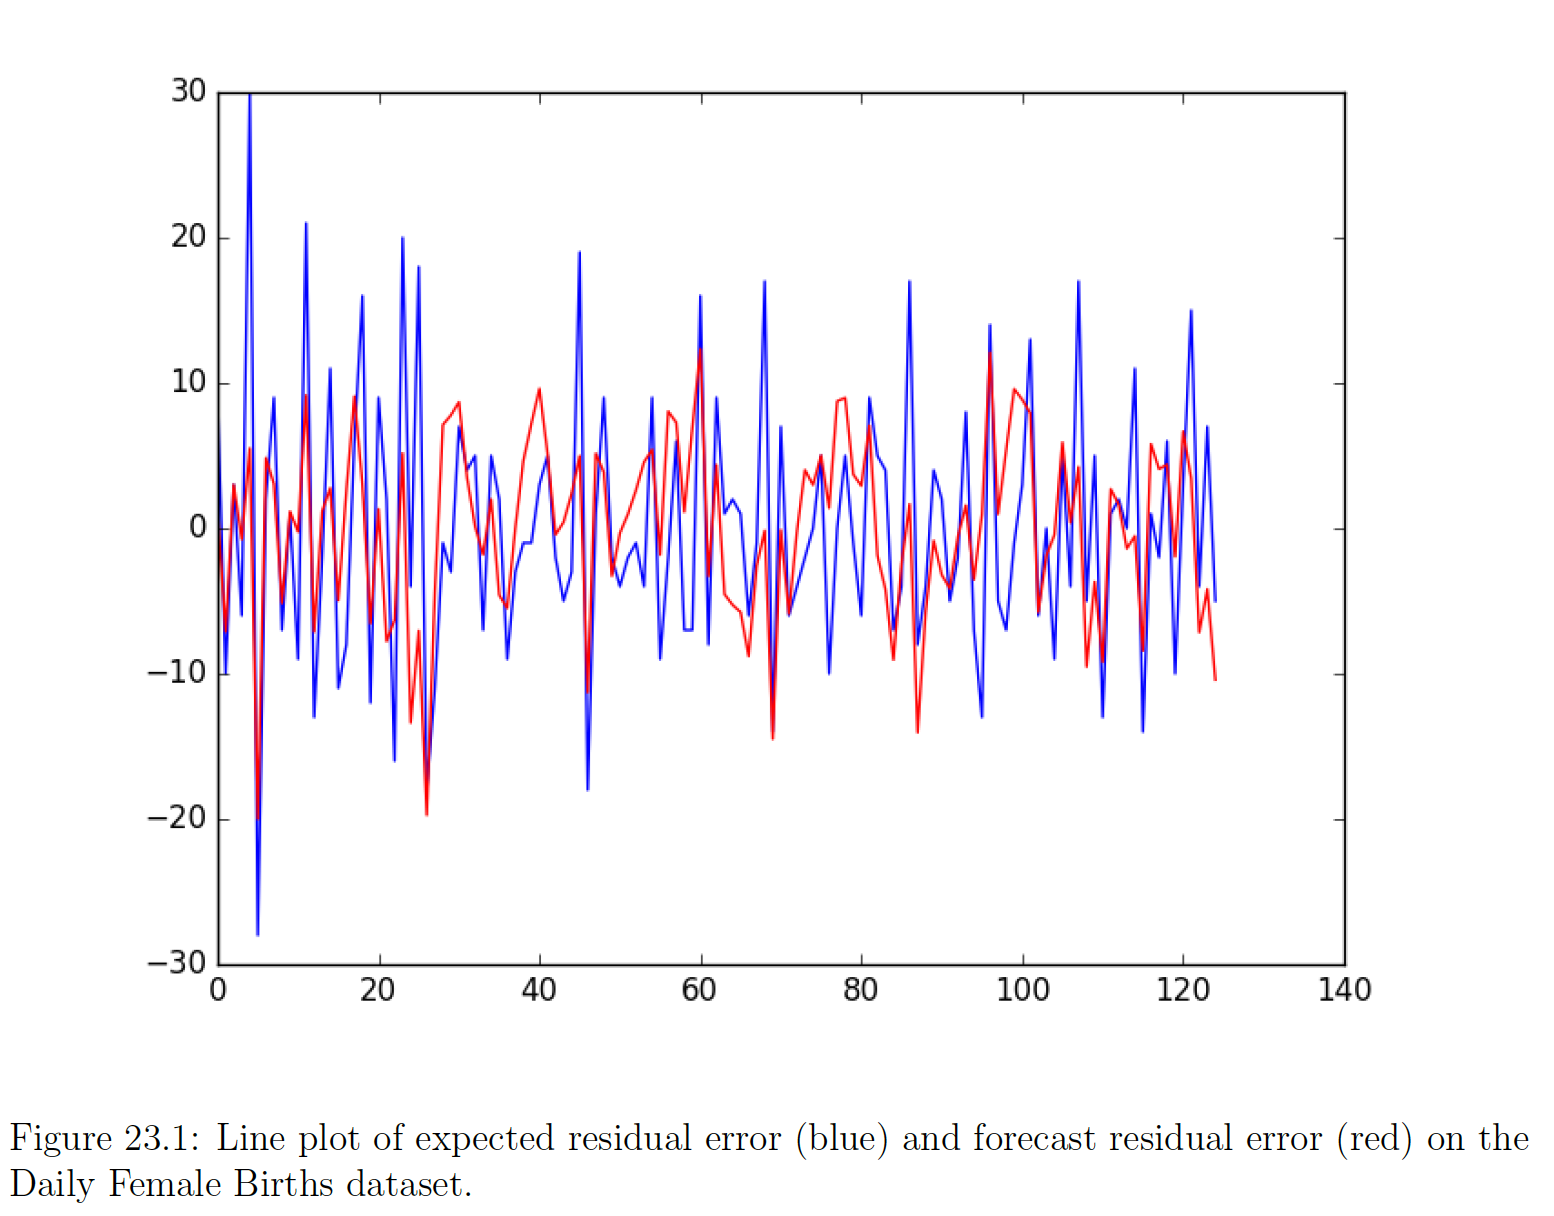 30
20
10
0
−10
−20
−30
0 20 40 60 80 100 120 140
Figure 23.1: Line plot of expected residual error (blue) and forecast residual error (red) on the
Daily Female Births dataset.